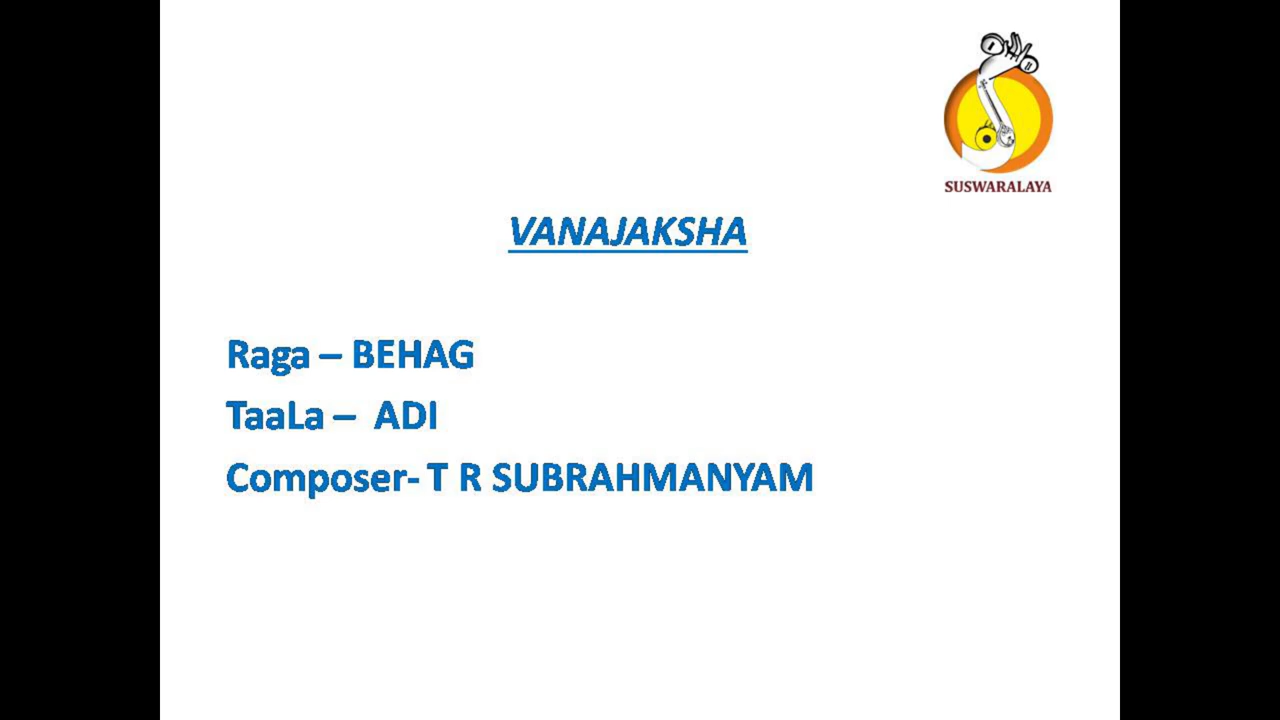 SUSWARALAYA
VANAJAKSHA
Raga – BEHAG
TaaLa – ADI
Composer- T R SUBRAHMANYAM